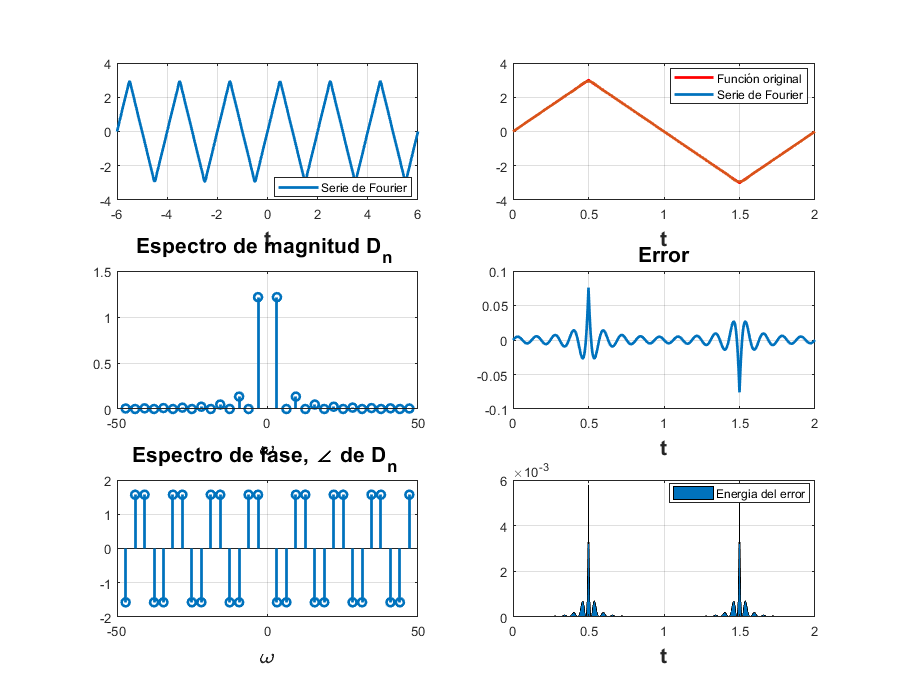 4
2
0
-2
-4
-6 -4 -2 0 2 4 6
Serie de Fourier
t
4
2
0
-2
-4
0 0.5 1 1.5 2
Función original
Serie de Fourier
t
Espectro de magnitud Dn
1.5
1
0.5
0
-50 0 50
ω
Error
0.1
0.05
0
-0.05
-0.1
0 0.5 1 1.5 2
t
Espectro de fase, ∠ de Dn
2
1
0
-1
-2
-50 0 50
ω
×10-3
6
4
2
0
0 0.5 1 1.5 2
Energia del error
t